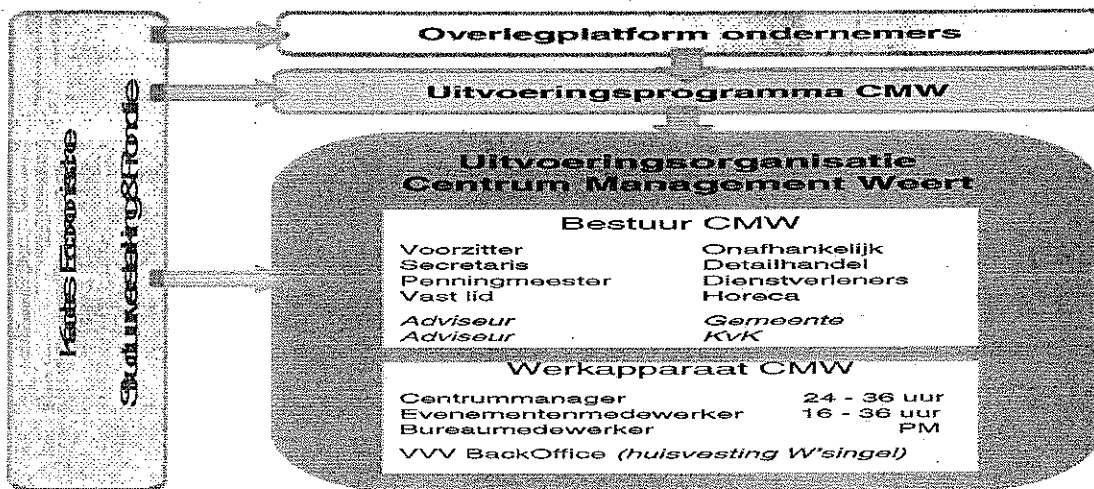 Overlegplatform ondernemers
Uitvoeringsprogramma CMW
Uitvoeringsorganisatie
Centrum Management Weert
Bestuur CMW
Voorzitter Onafhankelijk
Secretaris Detailhandel
Penningmeester Dienstverleners
Vast lid Horeca
Adviseur Gemeente
Adviseur KvK
Werkapparaat CMW
Centrummanager 24 - 36 uur
Evenementenmedewerker 16 - 36 uur
Bureaumedewerker PM
VVV BackOffice (huisvesting W'singel)